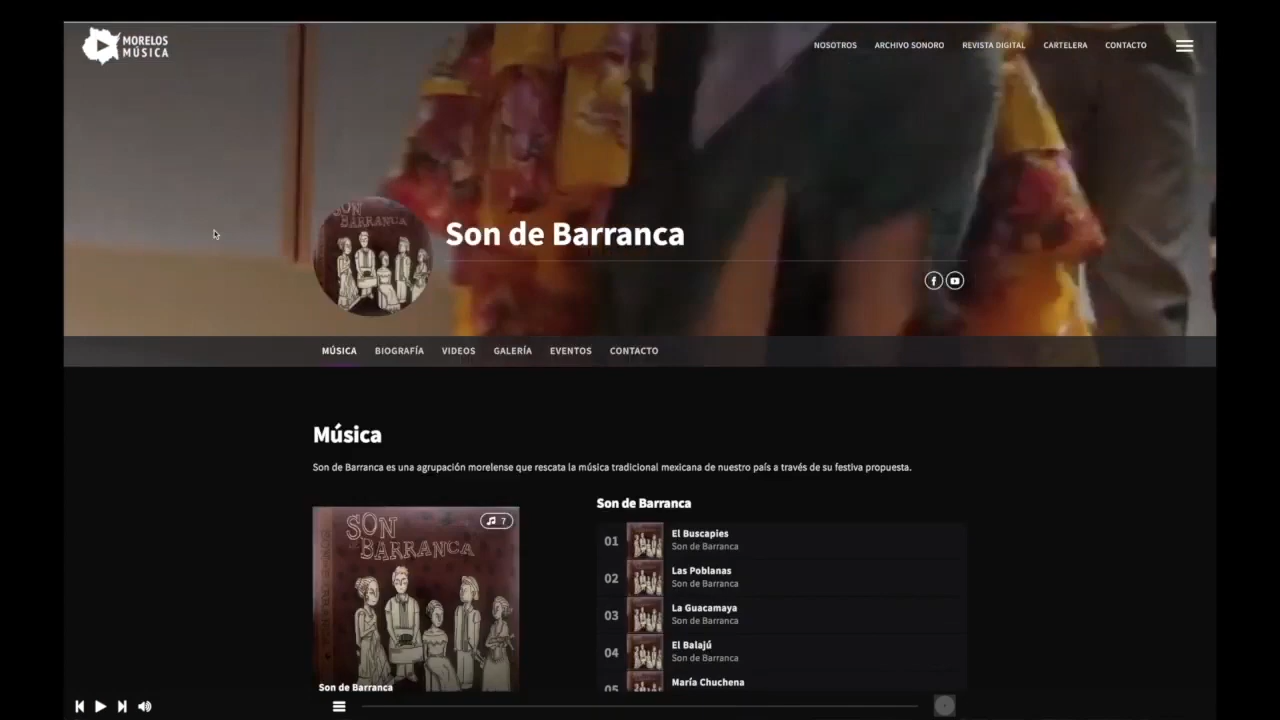 MORELOS
MÚSICA
NOSOTROS
ARCHIVO SONORO
REVISTA DIGITAL
CARTELERA
CONTACTO
SON
BARRANCA
Son de Barranca
MÚSICA
BIOGRAFÍA
VIDEOS
GALERÍA
EVENTOS
CONTACTO
Música
Son de Barranca es una agrupación morelense que rescata la música tradicional mexicana de nuestro país a través de su festiva propuesta.
7
SON
DE BARRANCA
Son de Barranca
Son de Barranca
01
El Buscapies
Son de Barranca
02
Las Poblanas
Son de Barranca
03
La Guacamaya
Son de Barranca
04
El Balajú
Son de Barranca
05
María Chuchena